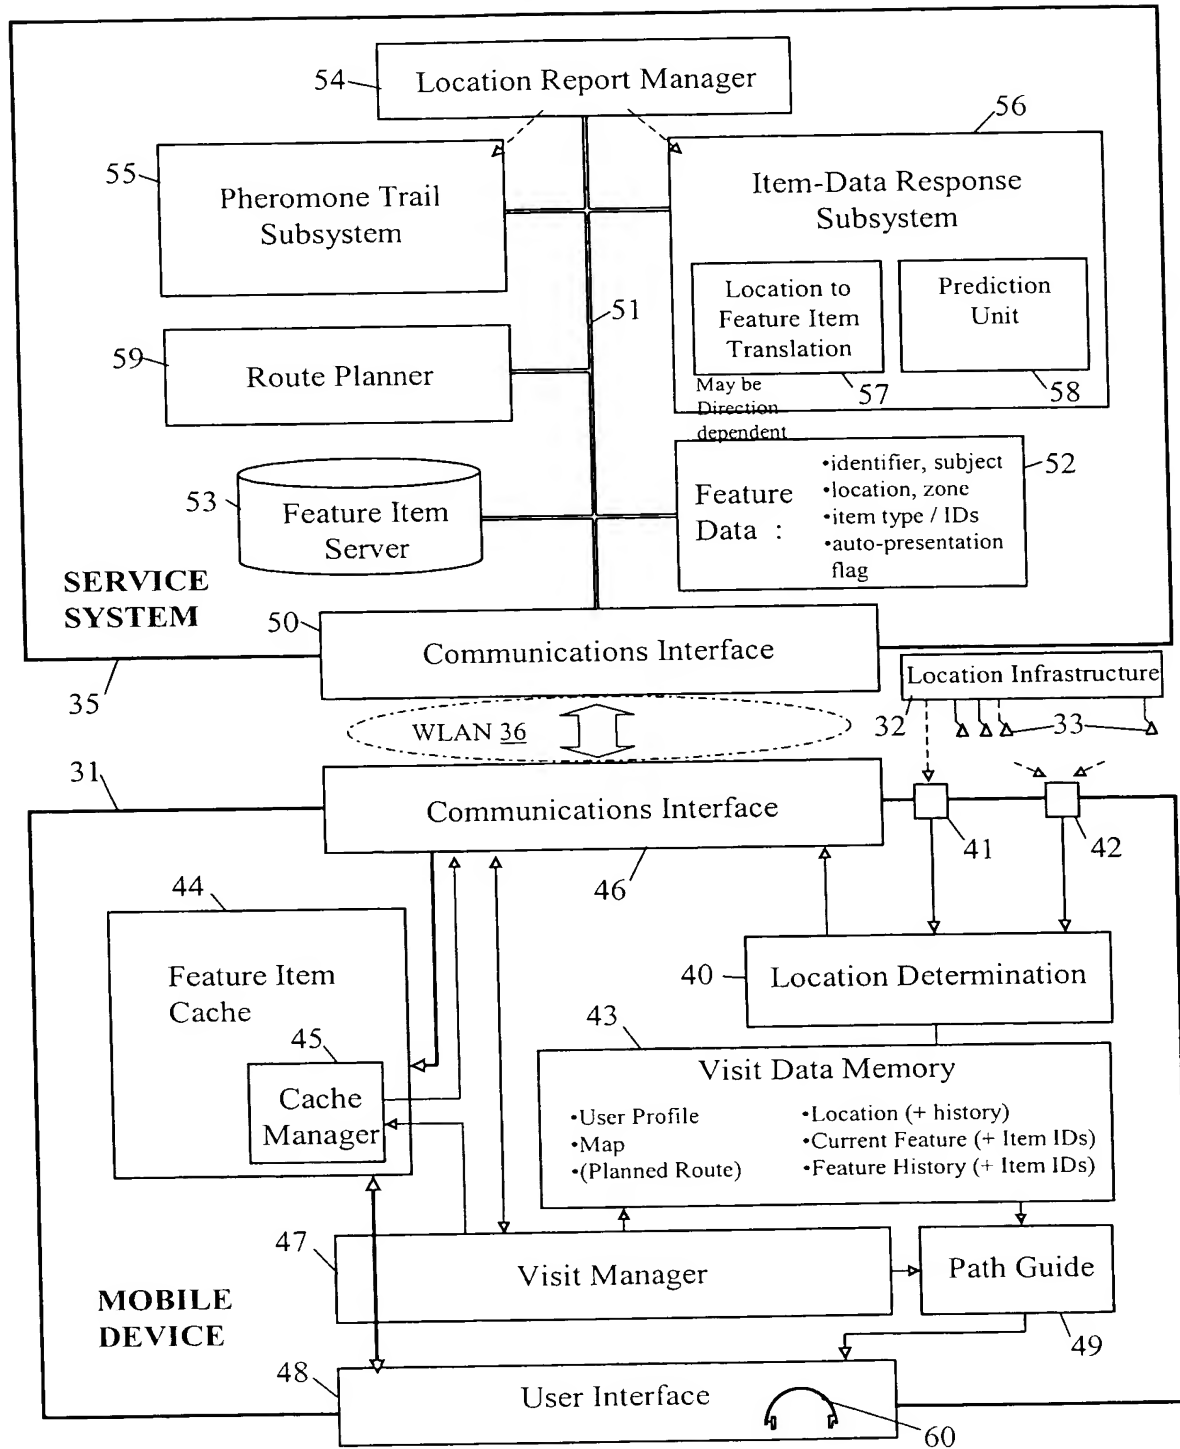 54
Location Report Manager
56
55
Pheromone Trail
Subsystem
Item-Data Response
Subsystem
Location to
Feature Item
Translation
Prediction
Unit
51
59
Route Planner
57
58
May be
Direction
dependent
53
Feature Item
Server
Feature
Data :
•identifier, subject
•location, zone
•item type / IDs
•auto-presentation
flag
52
SERVICE
SYSTEM
50
Communications Interface
35
Location Infrastructure
32
33
WLAN 36
31
Communications Interface
41
42
46
44
Feature Item
Cache
40
Location Determination
45
Cache
Manager
43
Visit Data Memory
•User Profile
•Map
•(Planned Route)
•Location (+ history)
•Current Feature (+ Item IDs)
•Feature History (+ Item IDs)
47
Visit Manager
Path Guide
MOBILE
DEVICE
49
48
User Interface
60